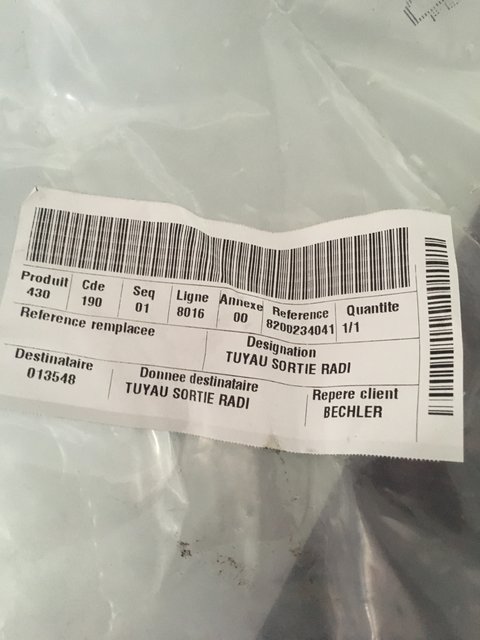 Produit Cde Seq Ligne Annexe Reference Quantite
430 190 01 8016 00 8200234041 1/1
Reference remplacee Designation
TUYAU SORTIE RADI
Destinataire Donnee destinataire Repere client
013548 TUYAU SORTIE RADI BECHLER